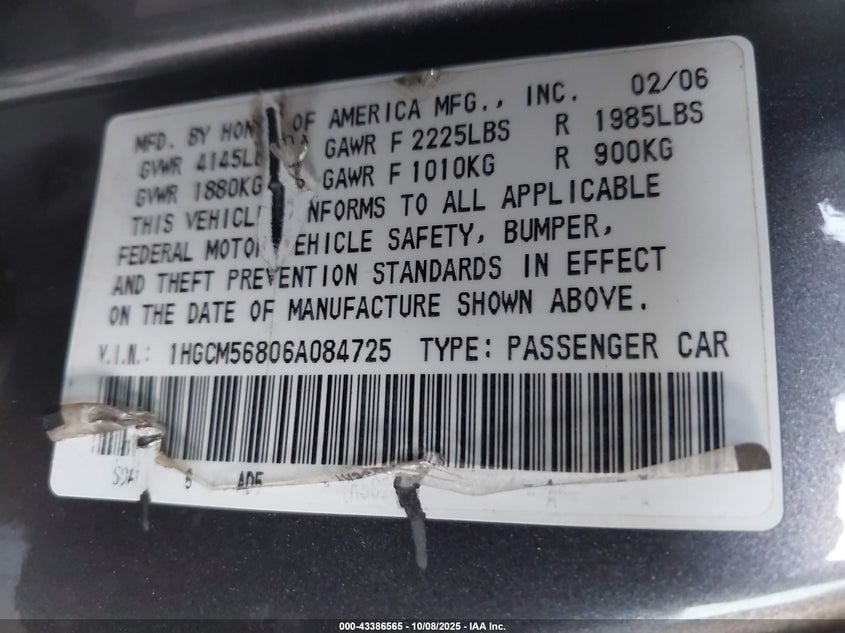 MFD. BY HON OF AMERICA MFG., INC. 02/06
GVWR 4145L GAWR F 2225LBS R 1985LBS
GVWR 1880KG GAWR F 1010KG R 900KG
THIS VEHICL NFORMS TO ALL APPLICABLE
FEDERAL MOTO EHICLE SAFETY, BUMPER,
AND THEFT PREVENTION STANDARDS IN EFFECT
ON THE DATE OF MANUFACTURE SHOWN ABOVE.
V.I.N.: 1HGCM56806A084725 TYPE: PASSENGER CAR
6 AD5
000-43386565 - 10/08/2025 - IAA Inc.